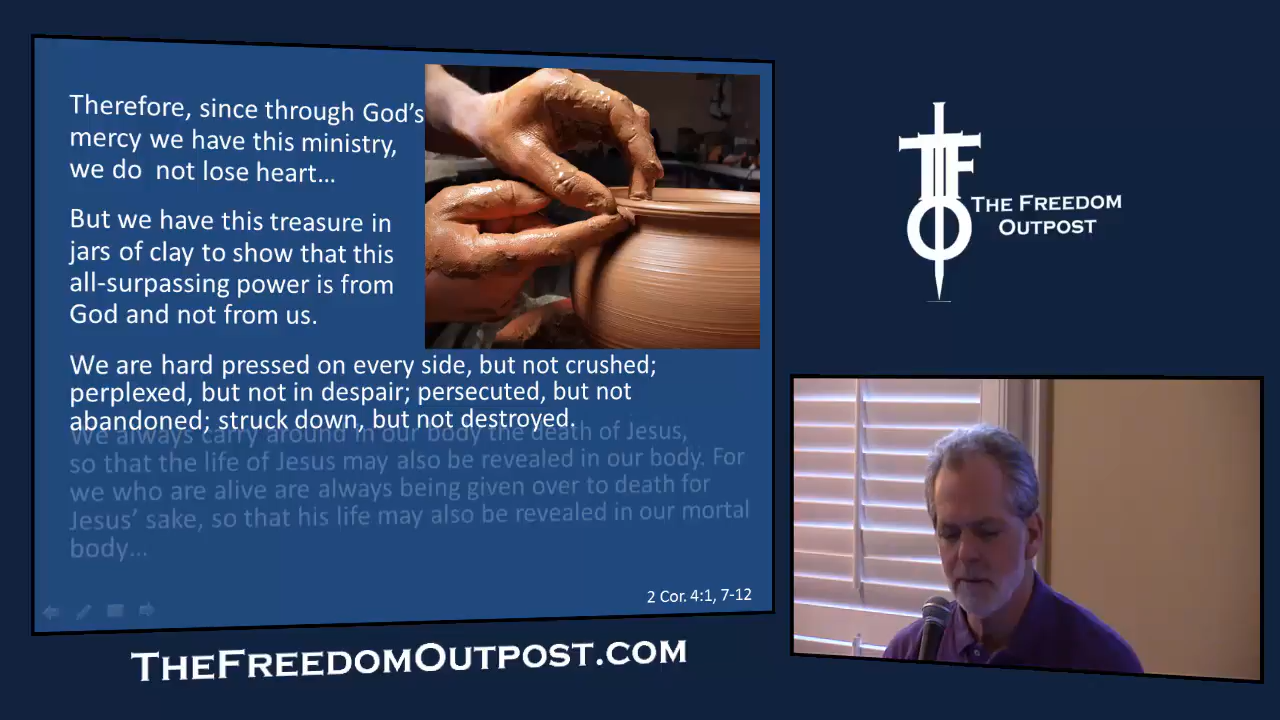 Therefore, since through God's
mercy we have this ministry,
we do  not lose heart...
But we have this treasure in
jars of clay to show that this
all-surpassing power is from
God and not from us.
We are hard pressed on every side, but not crushed;
perplexed, but not in despair; persecuted, but not
abandoned; struck down, but not destroyed.
We always carry around in our body the death of Jesus,
so that the life of Jesus may also be revealed in our body. For
we who are alive are always being given over to death for
Jesus' sake, so that his life may also be revealed in our mortal
body...
2 Cor. 4:1, 7-12
TF
The Freedom
Outpost
TheFreedomOutpost.com